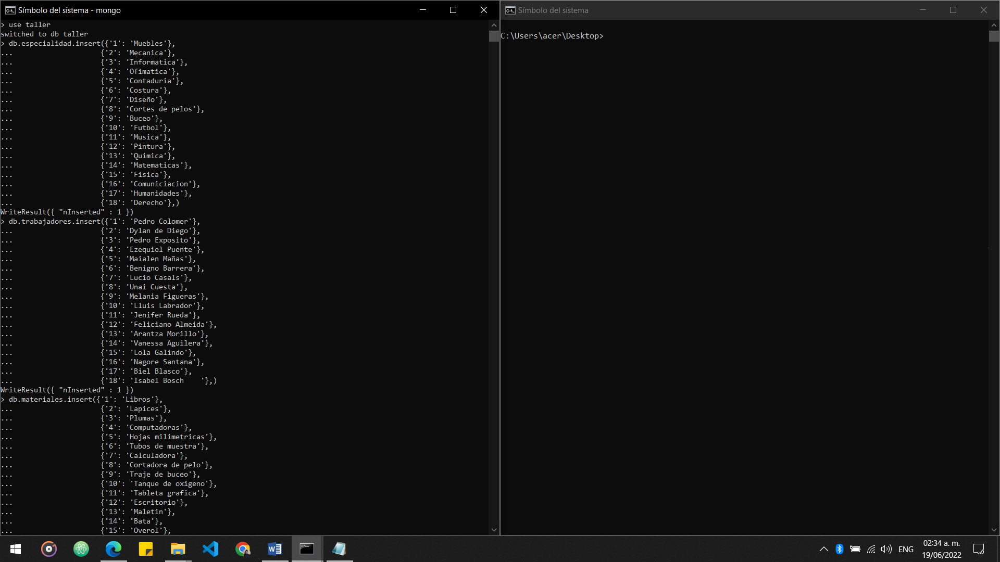 Símbolo del sistema - mongo
> use taller
switched to db taller
> db.especialidad.insert({'1': 'Muebles'},
... {'2': 'Mecanica'},
... {'3': 'Informatica'},
... {'4': 'Ofimatica'},
... {'5': 'Contaduria'},
... {'6': 'Costura'},
... {'7': 'Diseño'},
... {'8': 'Cortes de pelos'},
... {'9': 'Buceo'},
... {'10': 'Futbol'},
... {'11': 'Musica'},
... {'12': 'Pintura'},
... {'13': 'Quimica'},
... {'14': 'Matematicas'},
... {'15': 'Fisica'},
... {'16': 'Comuniciacion'},
... {'17': 'Humanidades'},
... {'18': 'Derecho'},)
WriteResult({ "nInserted" : 1 })
> db.trabajadores.insert({'1': 'Pedro Colomer'},
... {'2': 'Dylan de Diego'},
... {'3': 'Pedro Exposito'},
... {'4': 'Ezequiel Puente'},
... {'5': 'Maialen Mañas'},
... {'6': 'Benigno Barrera'},
... {'7': 'Lucio Casals'},
... {'8': 'Unai Cuesta'},
... {'9': 'Melania Figueras'},
... {'10': 'Lluis Labrador'},
... {'11': 'Jenifer Rueda'},
... {'12': 'Feliciano Almeida'},
... {'13': 'Arantza Morillo'},
... {'14': 'Vanessa Aguilera'},
... {'15': 'Lola Galindo'},
... {'16': 'Nagore Santana'},
... {'17': 'Biel Blasco'},
... {'18': 'Isabel Bosch    '},)
WriteResult({ "nInserted" : 1 })
> db.materiales.insert({'1': 'Libros'},
... {'2': 'Lapices'},
... {'3': 'Plumas'},
... {'4': 'Computadoras'},
... {'5': 'Hojas milimetricas'},
... {'6': 'Tubos de muestra'},
... {'7': 'Calculadora'},
... {'8': 'Cortadora de pelo'},
... {'9': 'Traje de buceo'},
... {'10': 'Tanque de oxigeno'},
... {'11': 'Tableta grafica'},
... {'12': 'Escritorio'},
... {'13': 'Maletin'},
... {'14': 'Bata'},
... {'15': 'Overol'},
Símbolo del sistema
C:\Users\acer\Desktop>
ENG
02:34 a. m.
19/06/2022